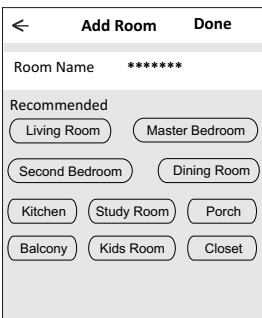 ← Add Room Done
Room Name *******
Recommended
Living Room Master Bedroom
Second Bedroom Dining Room
Kitchen Study Room Porch
Balcony Kids Room Closet